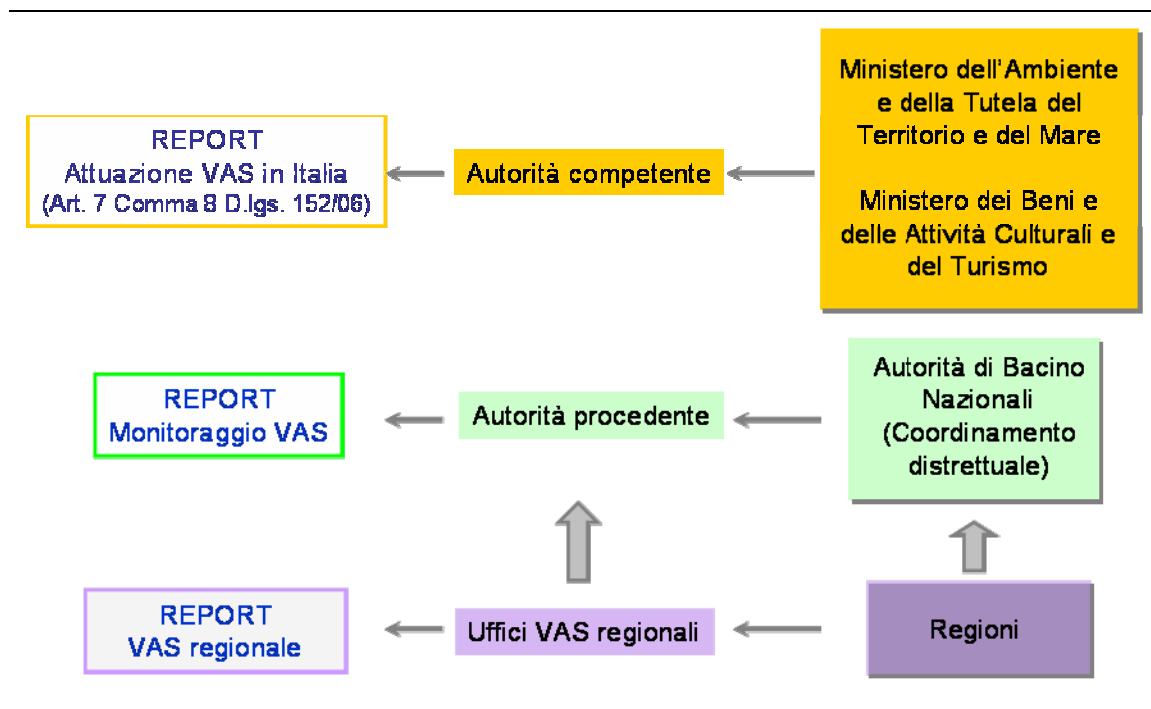 REPORT
Attuazione VAS in Italia
(Art. 7 Comma 8 D.lgs. 152/06)
Autorità competente
Ministero dell'Ambiente
e della Tutela del
Territorio e del Mare
Ministero dei Beni e
delle Attività Culturali e
del Turismo
REPORT
Monitoraggio VAS
Autorità procedente
Autorità di Bacino
Nazionali
(Coordinamento
distrettuale)
REPORT
VAS regionale
Uffici VAS regionali
Regioni